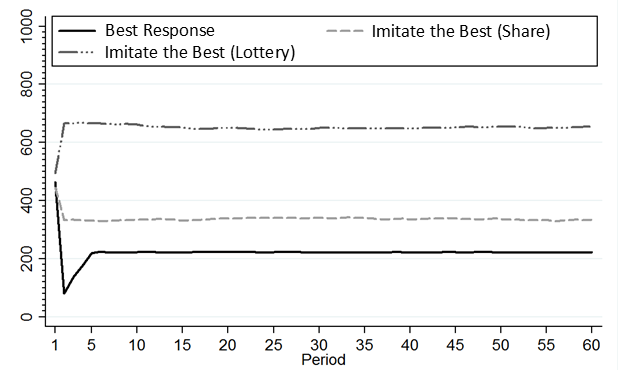 Best Response
Imitate the Best (Share)
Imitate the Best (Lottery)
1000
800
600
400
200
0
1 5 10 15 20 25 30 35 40 45 50 55 60
Period